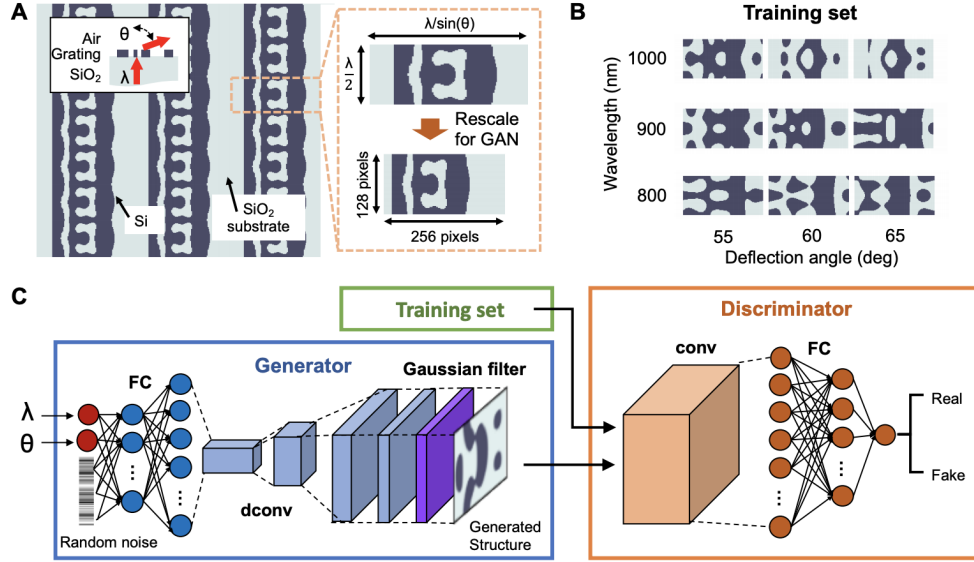 A
Air
Grating
SiO2
θ
λ
Si
SiO2
substrate
λ/sin(θ)
λ
2
Rescale
for GAN
128 pixels
256 pixels
B
Training set
Wavelength (nm)
1000
900
800
55
60
65
Deflection angle (deg)
C
Training set
Generator
Discriminator
FC
Gaussian filter
conv
FC
λ
θ
Real
Fake
dconv
Random noise
Generated
Structure